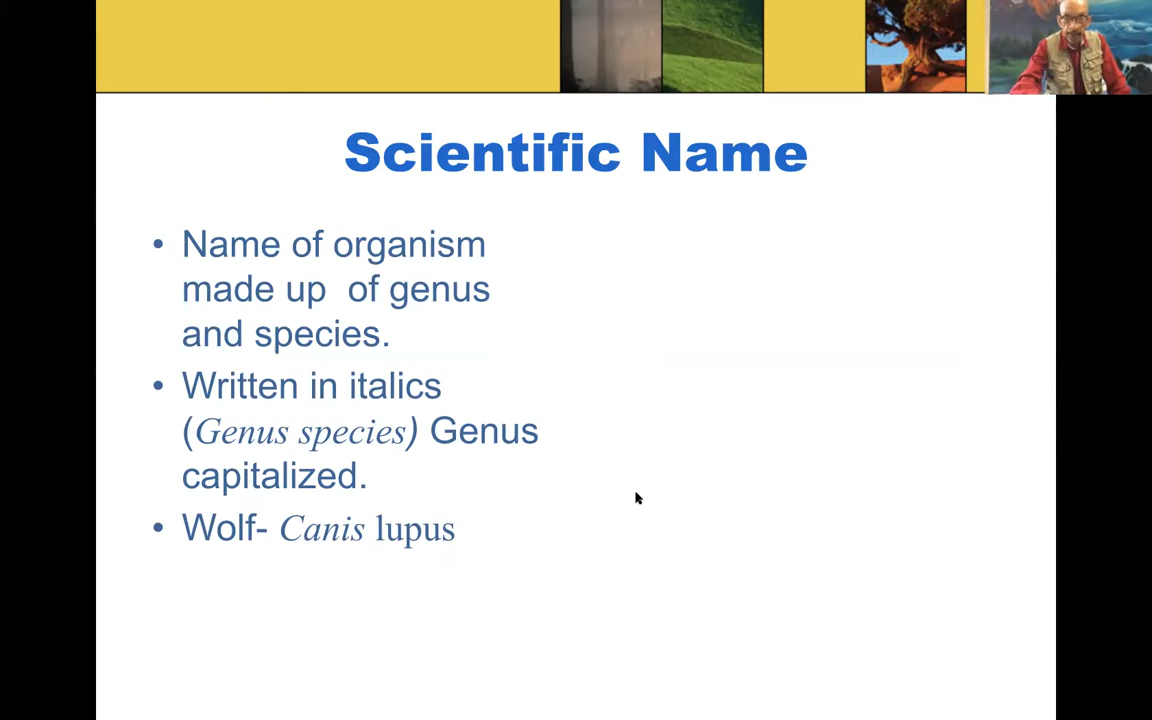 Scientific Name
• Name of organism
made up  of genus
and species.
• Written in italics
(Genus species) Genus
capitalized.
• Wolf- Canis lupus